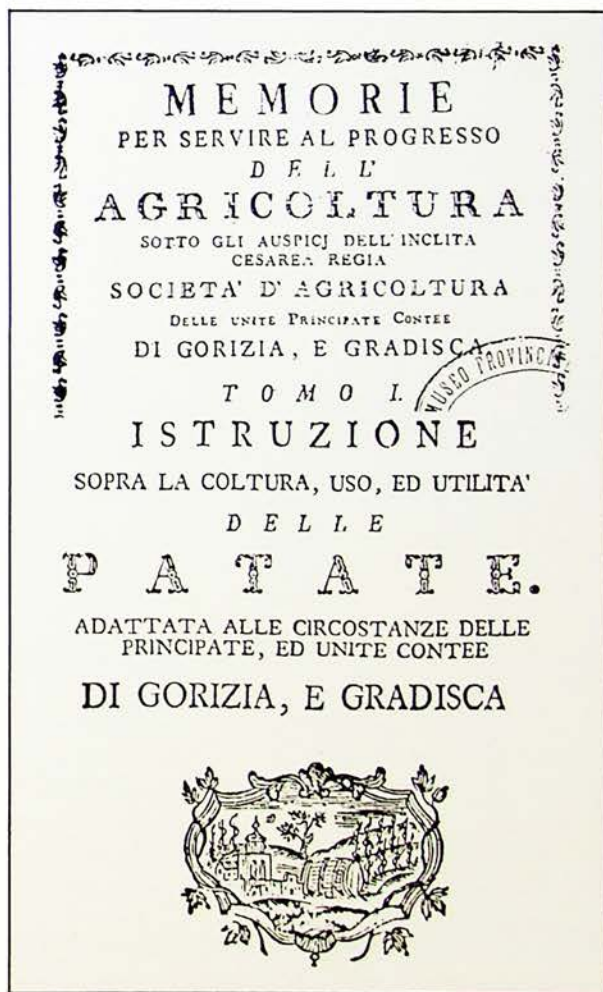 MEMORIE
PER SERVIRE AL PROGRESSO
DELL'
AGRICOLTURA
SOTTO GLI AUSPICJ DELL'INCLITA
CESAREA REGIA
SOCIETA' D'AGRICOLTURA
DELLE UNITE PRINCIPATE CONTEE
DI GORIZIA, E GRADISCA
MUSEO PROVINCA
TOMO I.
ISTRUZIONE
SOPRA LA COLTURA, USO, ED UTILITA'
DELLE
PATATE.
ADATTATA ALLE CIRCOSTANZE DELLE
PRINCIPATE, ED UNITE CONTEE
DI GORIZIA, E GRADISCA